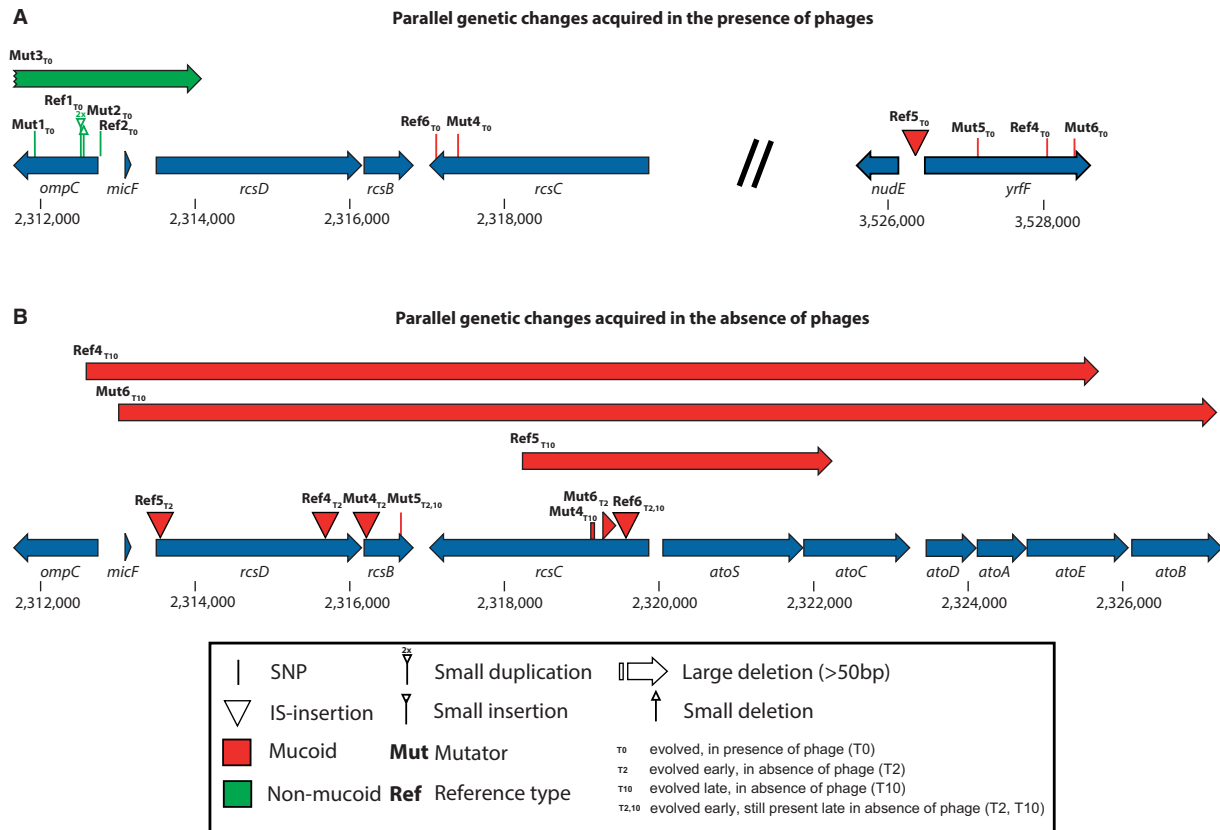 A
Parallel genetic changes acquired in the presence of phages
Mut3T0
Ref1T0
2x
Mut2T0
Mut1T0
Ref2T0
Ref6T0
Mut4T0
Ref5T0
Mut5T0
Ref4T0
Mut6T0
ompC
micF
rcsD
rcsB
rcsC
nudE
yrfF
2,312,000
2,314,000
2,316,000
2,318,000
3,526,000
3,528,000
B
Parallel genetic changes acquired in the absence of phages
Ref4T10
Mut6T10
Ref5T10
Ref5T2
Ref4T2
Mut4T2
Mut5T2,10
Mut6T2
Mut4T10
Ref6T2,10
ompC
micF
rcsD
rcsB
rcsC
atoS
atoC
atoD
atoA
atoE
atoB
2,312,000
2,314,000
2,316,000
2,318,000
2,320,000
2,322,000
2,324,000
2,326,000
SNP
2x
Small duplication
Large deletion (>50bp)
IS-insertion
Small insertion
Small deletion
Mucoid
Mut Mutator
Non-mucoid
Ref Reference type
T0 evolved, in presence of phage (T0)
T2 evolved early, in absence of phage (T2)
T10 evolved late, in absence of phage (T10)
T2,10 evolved early, still present late in absence of phage (T2, T10)